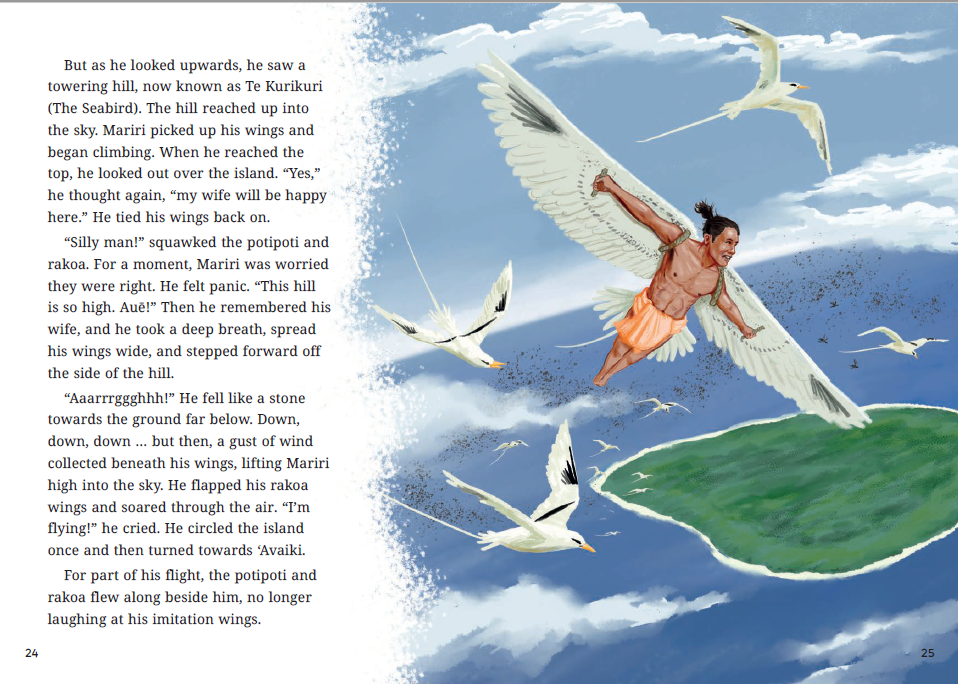 But as he looked upwards, he saw a
towering hill, now known as Te Kurikuri
(The Seabird). The hill reached up into
the sky. Mariri picked up his wings and
began climbing. When he reached the
top, he looked out over the island. “Yes,”
he thought again, “my wife will be happy
here.” He tied his wings back on.
“Silly man!” squawked the potipoti and
rakoa. For a moment, Mariri was worried
they were right. He felt panic. “This hill
is so high. Auē!” Then he remembered his
wife, and he took a deep breath, spread
his wings wide, and stepped forward off
the side of the hill.
“Aaarrrggghhh!” He fell like a stone
towards the ground far below. Down,
down, down ... but then, a gust of wind
collected beneath his wings, lifting Mariri
high into the sky. He flapped his rakoa
wings and soared through the air. “I’m
flying!” he cried. He circled the island
once and then turned towards ‘Avaiki.
For part of his flight, the potipoti and
rakoa flew along beside him, no longer
laughing at his imitation wings.
24
25